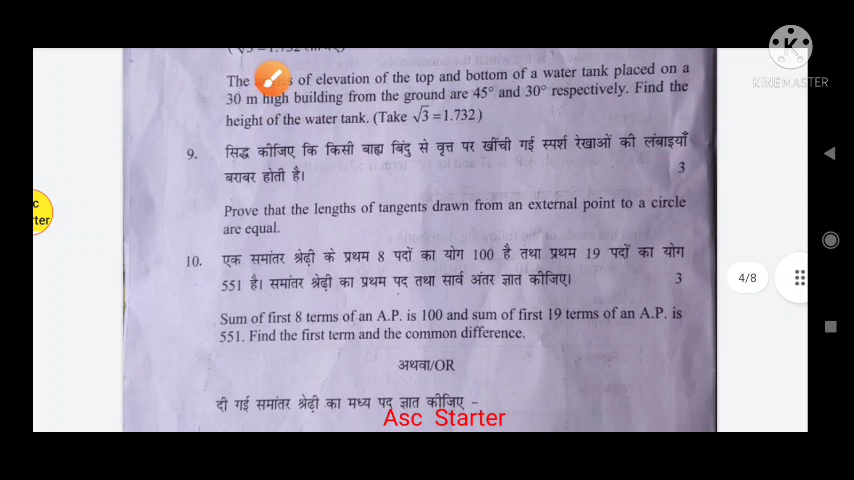 ( √3 =1.732
The of elevation of the top and bottom of a water tank placed on a
30 m high building from the ground are 45° and 30° respectively. Find the
height of the water tank. (Take √3 =1.732)
9. सिद्ध कीजिए कि किसी बाह्य बिंदु से वृत्त पर खींची गई स्पर्श रेखाओं की लंबाइयाँ
बराबर होती है। 3
Prove that the lengths of tangents drawn from an external point to a circle
are equal.
10. एक समांतर श्रेढ़ी के प्रथम 8 पदों का योग 100 है तथा प्रथम 19 पदों का योग
551 है। समांतर श्रेढ़ी का प्रथम पद तथा सार्व अंतर ज्ञात कीजिए। 3
Sum of first 8 terms of an A.P. is 100 and sum of first 19 terms of an A.P. is
551. Find the first term and the common difference.
अथवा/OR
दी गई समांतर श्रेढ़ी का मध्य पद ज्ञात कीजिए –
Asc Starter
c
rter
4/8
K
KINEMASTER